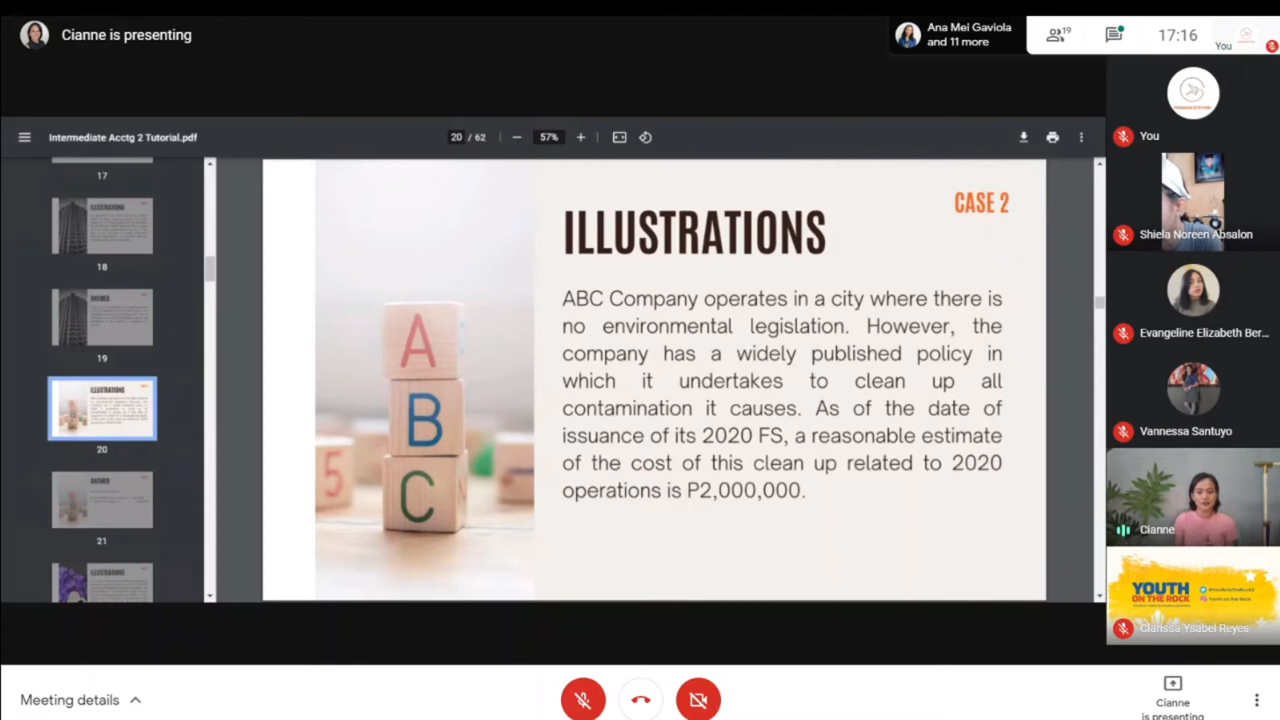 Cianne is presenting
Ana Mei Gaviola
and 11 more
19
17:16
You
Intermediate Acctg 2 Tutorial.pdf
20 / 62
57%
17
ILLUSTRATIONS
18
ANSWER
19
ILLUSTRATIONS
20
ANSWER
21
ILLUSTRATIONS
A
B
C
5
CASE 2
ILLUSTRATIONS
ABC Company operates in a city where there is
no environmental legislation. However, the
company has a widely published policy in
which it undertakes to clean up all
contamination it causes. As of the date of
issuance of its 2020 FS, a reasonable estimate
of the cost of this clean up related to 2020
operations is P2,000,000.
You
Shiela Noreen Absalon
Evangeline Elizabeth Ber...
Vannessa Santuyo
Cianne
YOUTH
ON THE ROCK
Clarissa Ysabel Reyes
Meeting details
Cianne
is presenting